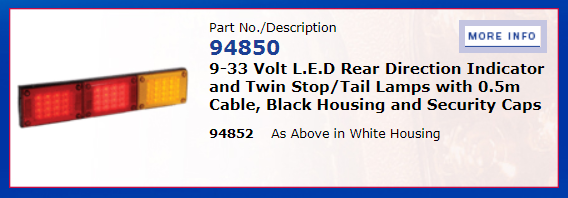 Part No./Description
MORE INFO
94850
9-33 Volt L.E.D Rear Direction Indicator
and Twin Stop/Tail Lamps with 0.5m
Cable, Black Housing and Security Caps
94852 As Above in White Housing